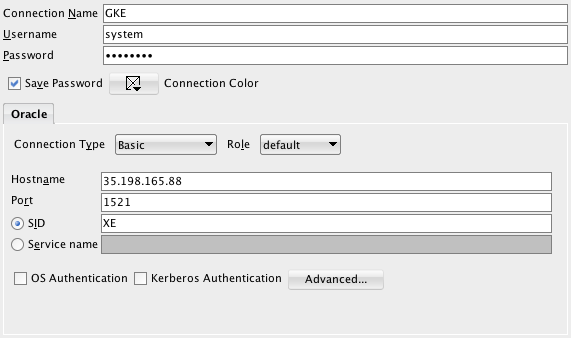 Connection Name GKE
Username system
Password ••••••••
Save Password Connection Color
Oracle
Connection Type Basic Role default
Hostname 35.198.165.88
Port 1521
SID XE
Service name
OS Authentication Kerberos Authentication Advanced...